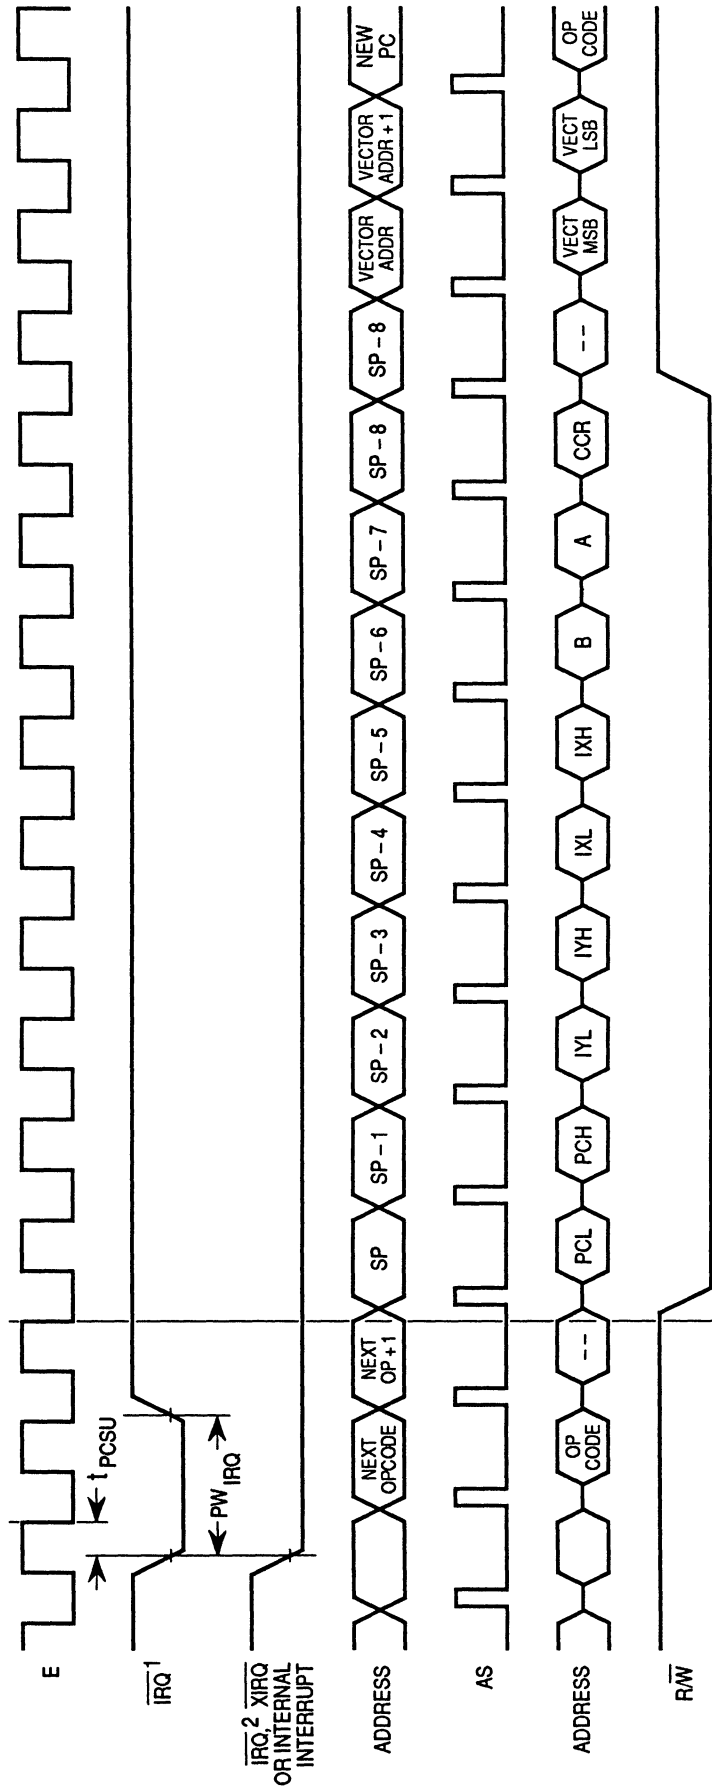 E
t PCSU
IRQ 1
PW IRQ
IRQ, 2 XIRQ
OR INTERNAL
INTERRUPT
ADDRESS
NEXT
OPCODE
NEXT
OP + 1
SP
SP – 1
SP – 2
SP – 3
SP – 4
SP – 5
SP – 6
SP – 7
SP – 8
SP – 8
VECTOR
ADDR
VECTOR
ADDR + 1
NEW
PC
AS
ADDRESS
OP
CODE
– –
PCL
PCH
IYL
IYH
IXL
IXH
B
A
CCR
– –
VECT
MSB
VECT
LSB
OP
CODE
R/W